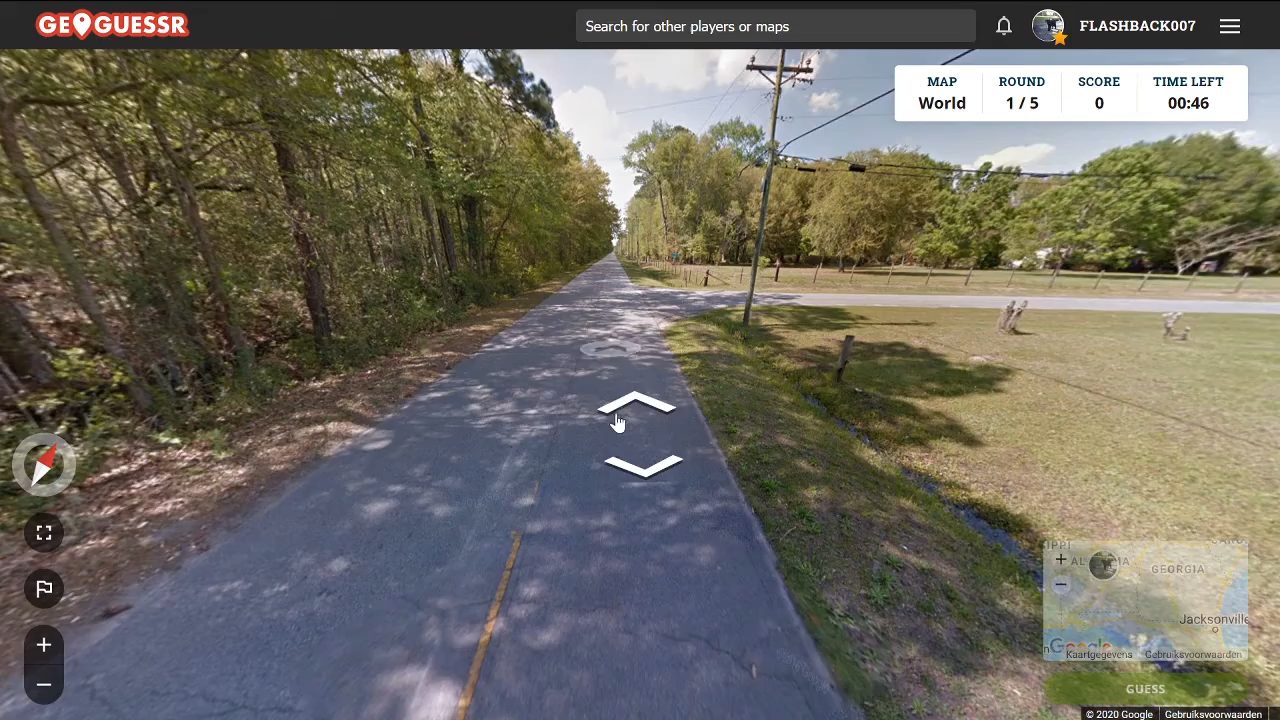 GEOGUESSR
Search for other players or maps
FLASHBACK007
MAP ROUND SCORE TIME LEFT
World 1 / 5 0 00:46
GEORGIA
Jacksonville
Google
Kaartgegevens Gebruiksvoorwaarden
GUESS
© 2020 Google Gebruiksvoorwaarden